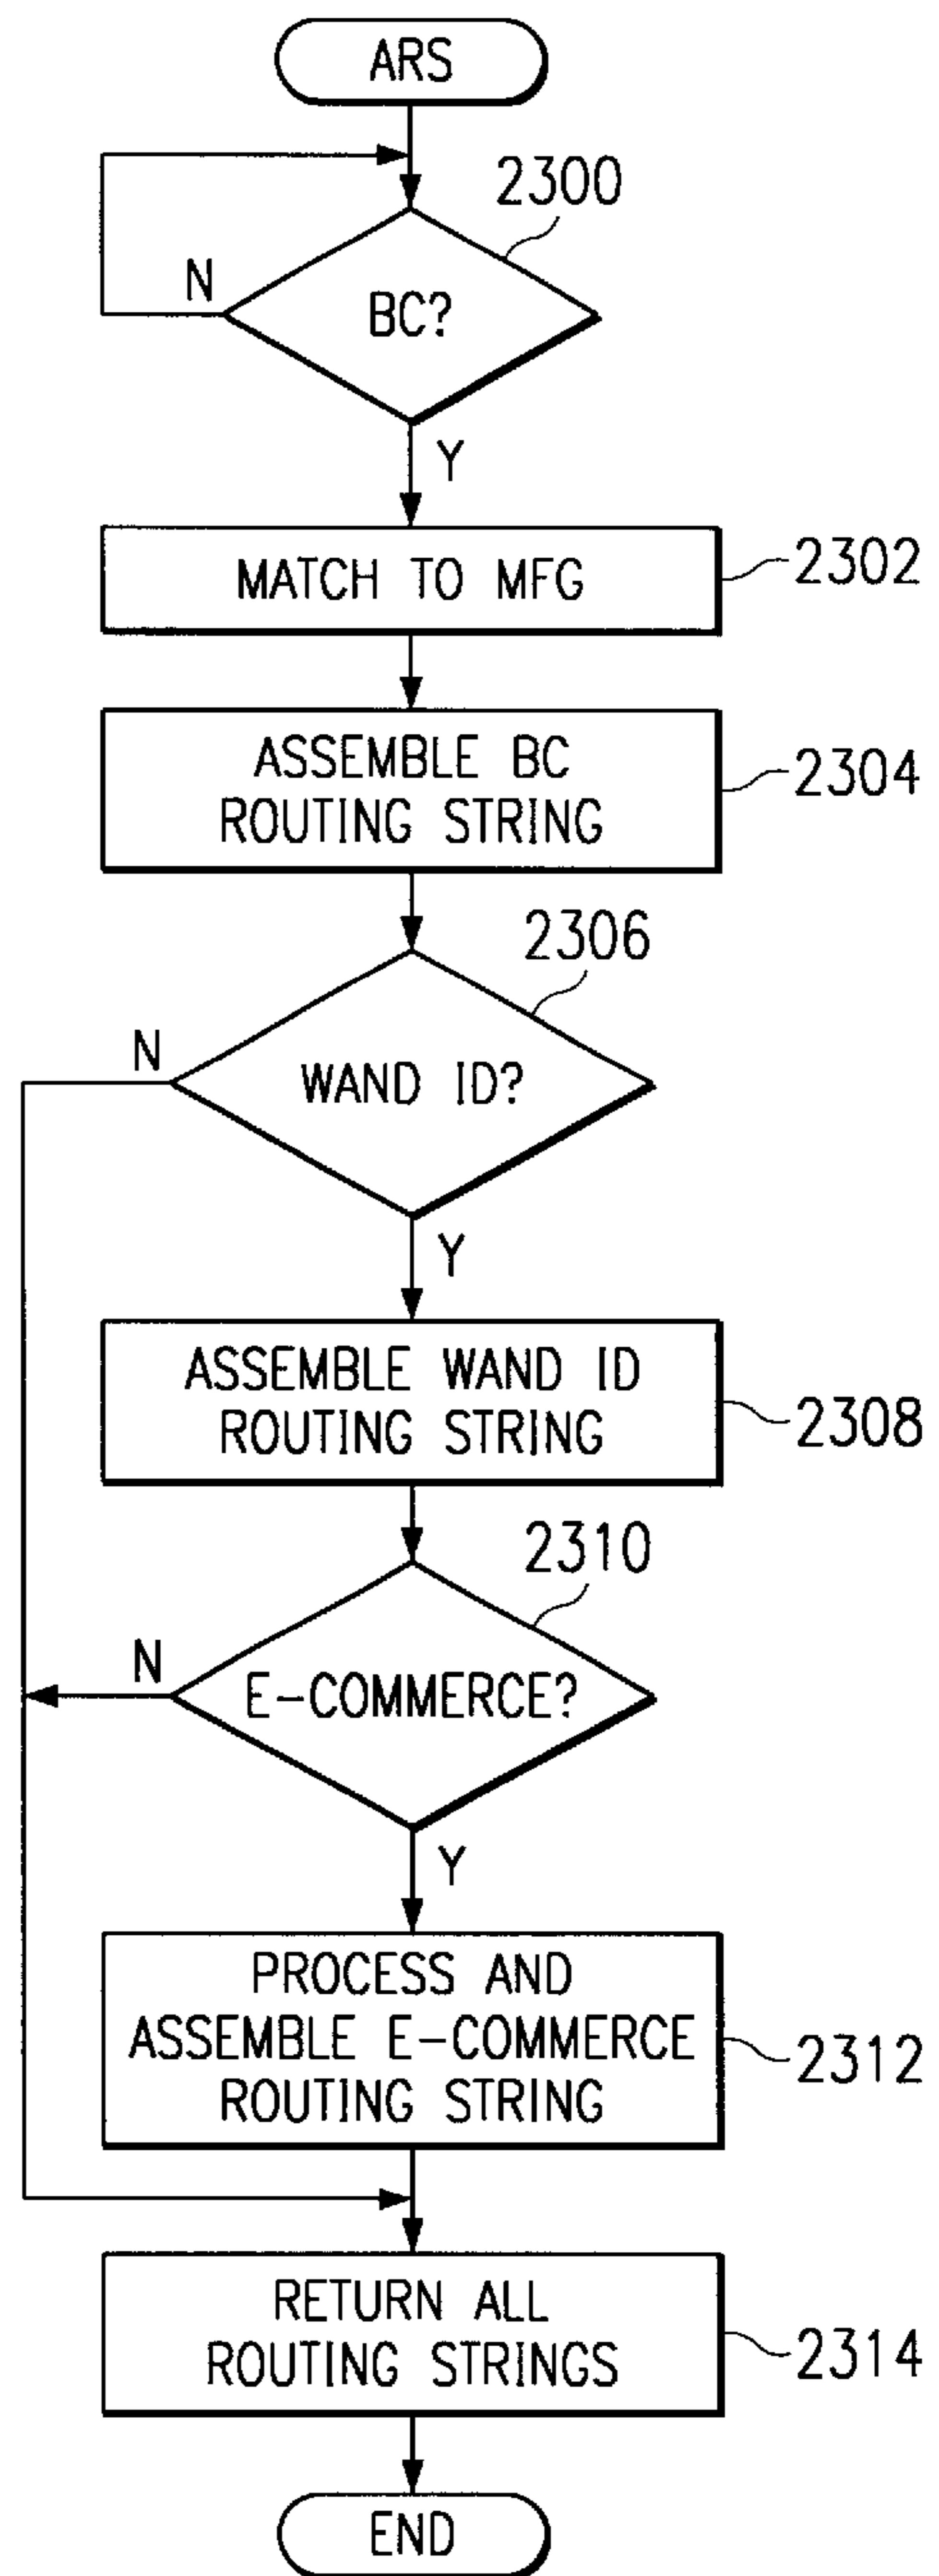 ARS
2300
N
BC?
Y
MATCH TO MFG
2302
ASSEMBLE BC
ROUTING STRING
2304
2306
N
WAND ID?
Y
ASSEMBLE WAND ID
ROUTING STRING
2308
2310
N
E-COMMERCE?
Y
PROCESS AND
ASSEMBLE E-COMMERCE
ROUTING STRING
2312
RETURN ALL
ROUTING STRINGS
2314
END